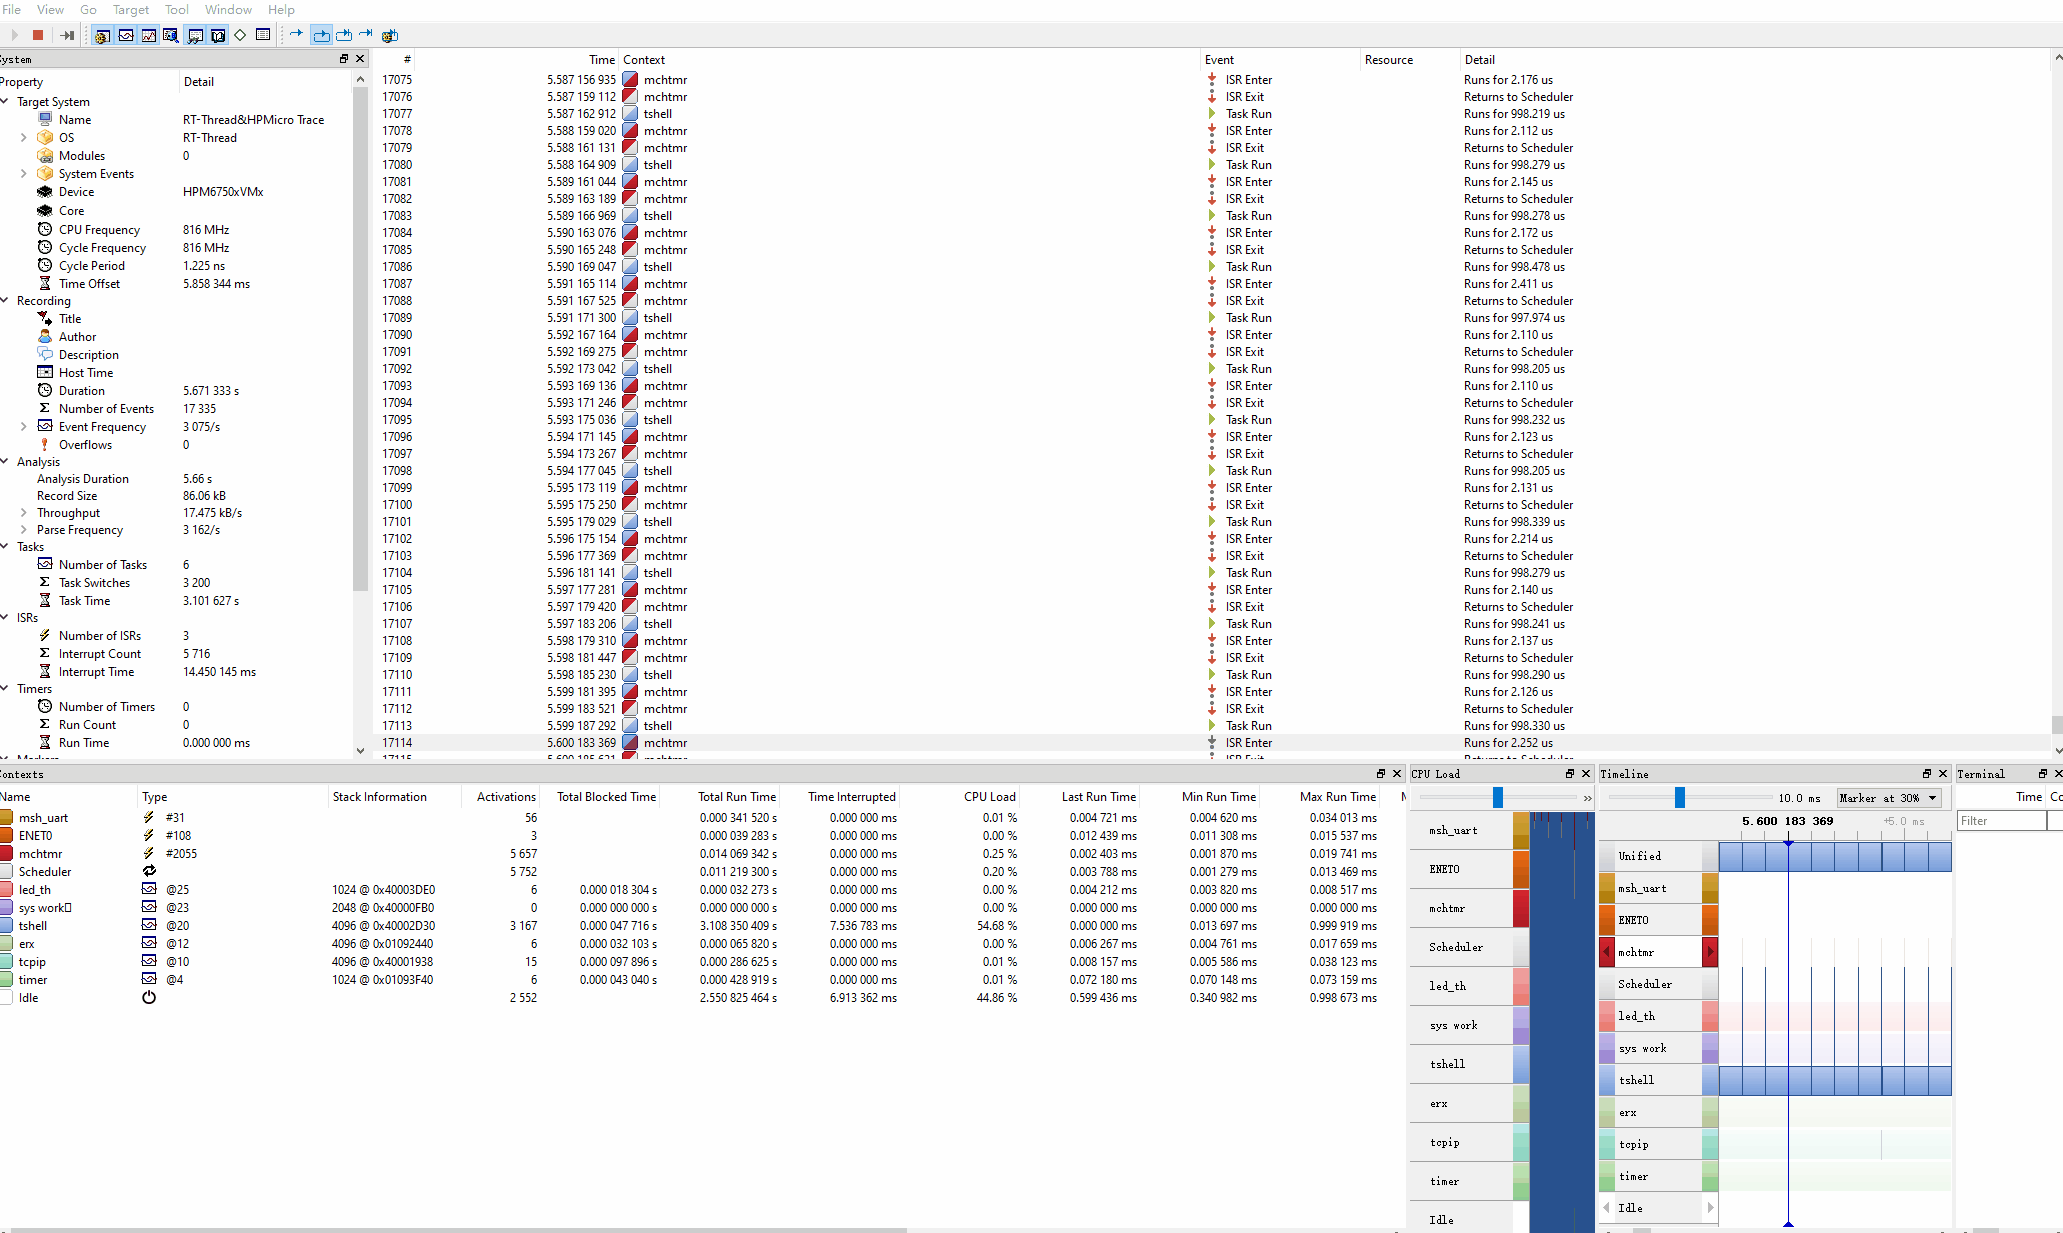 File View Go Target Tool Window Help
System
Property Detail
Target System
Name RT-Thread&HPMicro Trace
OS RT-Thread
Modules 0
System Events
Device HPM6750xVMx
Core
CPU Frequency 816 MHz
Cycle Frequency 816 MHz
Cycle Period 1.225 ns
Time Offset 5.858 344 ms
Recording
Title
Author
Description
Host Time
Duration 5.671 333 s
Number of Events 17 335
Event Frequency 3 075/s
Overflows 0
Analysis
Analysis Duration 5.66 s
Record Size 86.06 kB
Throughput 17.475 kB/s
Parse Frequency 3 162/s
Tasks
Number of Tasks 6
Task Switches 3 200
Task Time 3.101 627 s
ISRs
Number of ISRs 3
Interrupt Count 5 716
Interrupt Time 14.450 145 ms
Timers
Number of Timers 0
Run Count 0
Run Time 0.000 000 ms
# Time Context Event Resource Detail
17075 5.587 156 935 mchtmr ISR Enter Runs for 2.176 us
17076 5.587 159 112 mchtmr ISR Exit Returns to Scheduler
17077 5.587 162 912 tshell Task Run Runs for 998.219 us
17078 5.588 159 020 mchtmr ISR Enter Runs for 2.112 us
17079 5.588 161 131 mchtmr ISR Exit Returns to Scheduler
17080 5.588 164 909 tshell Task Run Runs for 998.279 us
17081 5.589 161 044 mchtmr ISR Enter Runs for 2.145 us
17082 5.589 163 189 mchtmr ISR Exit Returns to Scheduler
17083 5.589 166 969 tshell Task Run Runs for 998.278 us
17084 5.590 163 076 mchtmr ISR Enter Runs for 2.172 us
17085 5.590 165 248 mchtmr ISR Exit Returns to Scheduler
17086 5.590 169 047 tshell Task Run Runs for 998.478 us
17087 5.591 165 114 mchtmr ISR Enter Runs for 2.411 us
17088 5.591 167 525 mchtmr ISR Exit Returns to Scheduler
17089 5.591 171 300 tshell Task Run Runs for 997.974 us
17090 5.592 167 164 mchtmr ISR Enter Runs for 2.110 us
17091 5.592 169 275 mchtmr ISR Exit Returns to Scheduler
17092 5.592 173 042 tshell Task Run Runs for 998.205 us
17093 5.593 169 136 mchtmr ISR Enter Runs for 2.110 us
17094 5.593 171 246 mchtmr ISR Exit Returns to Scheduler
17095 5.593 175 036 tshell Task Run Runs for 998.232 us
17096 5.594 171 145 mchtmr ISR Enter Runs for 2.123 us
17097 5.594 173 267 mchtmr ISR Exit Returns to Scheduler
17098 5.594 177 045 tshell Task Run Runs for 998.205 us
17099 5.595 173 119 mchtmr ISR Enter Runs for 2.131 us
17100 5.595 175 250 mchtmr ISR Exit Returns to Scheduler
17101 5.595 179 029 tshell Task Run Runs for 998.339 us
17102 5.596 175 154 mchtmr ISR Enter Runs for 2.214 us
17103 5.596 177 369 mchtmr ISR Exit Returns to Scheduler
17104 5.596 181 141 tshell Task Run Runs for 998.279 us
17105 5.597 177 281 mchtmr ISR Enter Runs for 2.140 us
17106 5.597 179 420 mchtmr ISR Exit Returns to Scheduler
17107 5.597 183 206 tshell Task Run Runs for 998.241 us
17108 5.598 179 310 mchtmr ISR Enter Runs for 2.137 us
17109 5.598 181 447 mchtmr ISR Exit Returns to Scheduler
17110 5.598 185 230 tshell Task Run Runs for 998.290 us
17111 5.599 181 395 mchtmr ISR Enter Runs for 2.126 us
17112 5.599 183 521 mchtmr ISR Exit Returns to Scheduler
17113 5.599 187 292 tshell Task Run Runs for 998.330 us
17114 5.600 183 369 mchtmr ISR Enter Runs for 2.252 us
Contexts
Name Type Stack Information Activations Total Blocked Time Total Run Time Time Interrupted CPU Load Last Run Time Min Run Time Max Run Time
msh_uart #31 56 0.000 341 520 s 0.000 000 ms 0.01 % 0.004 721 ms 0.004 620 ms 0.034 013 ms
ENET0 #108 3 0.000 039 283 s 0.000 000 ms 0.00 % 0.012 439 ms 0.011 308 ms 0.015 537 ms
mchtmr #2055 5 657 0.014 069 342 s 0.000 000 ms 0.25 % 0.002 403 ms 0.001 870 ms 0.019 741 ms
Scheduler 5 752 0.011 219 300 s 0.000 000 ms 0.20 % 0.003 788 ms 0.001 279 ms 0.013 469 ms
led_th @25 1024 @ 0x40003DE0 6 0.000 018 304 s 0.000 032 273 s 0.000 000 ms 0.00 % 0.004 212 ms 0.003 820 ms 0.008 517 ms
sys work @23 2048 @ 0x40000FB0 0 0.000 000 000 s 0.000 000 000 s 0.000 000 ms 0.00 % 0.000 000 ms 0.000 000 ms 0.000 000 ms
tshell @20 4096 @ 0x40002D30 3 167 0.000 047 716 s 3.108 350 409 s 7.536 783 ms 54.68 % 0.000 000 ms 0.013 697 ms 0.999 919 ms
erx @12 4096 @ 0x01092440 6 0.000 032 103 s 0.000 065 820 s 0.000 000 ms 0.00 % 0.006 267 ms 0.004 761 ms 0.017 659 ms
tcpip @10 4096 @ 0x40001938 15 0.000 097 896 s 0.000 286 625 s 0.000 000 ms 0.01 % 0.008 157 ms 0.005 586 ms 0.038 123 ms
timer @4 1024 @ 0x01093F40 6 0.000 043 040 s 0.000 428 919 s 0.000 000 ms 0.01 % 0.072 180 ms 0.070 148 ms 0.073 159 ms
Idle 2 552 2.550 825 464 s 6.913 362 ms 44.86 % 0.599 436 ms 0.340 982 ms 0.998 673 ms
CPU Load
msh_uart
ENET0
mchtmr
Scheduler
led_th
sys work
tshell
erx
tcpip
timer
Idle
Timeline
10.0 ms Marker at 30%
5.600 183 369 +5.0 ms
Unified
msh_uart
ENET0
mchtmr
Scheduler
led_th
sys work
tshell
erx
tcpip
timer
Idle
Terminal
Time
Filter